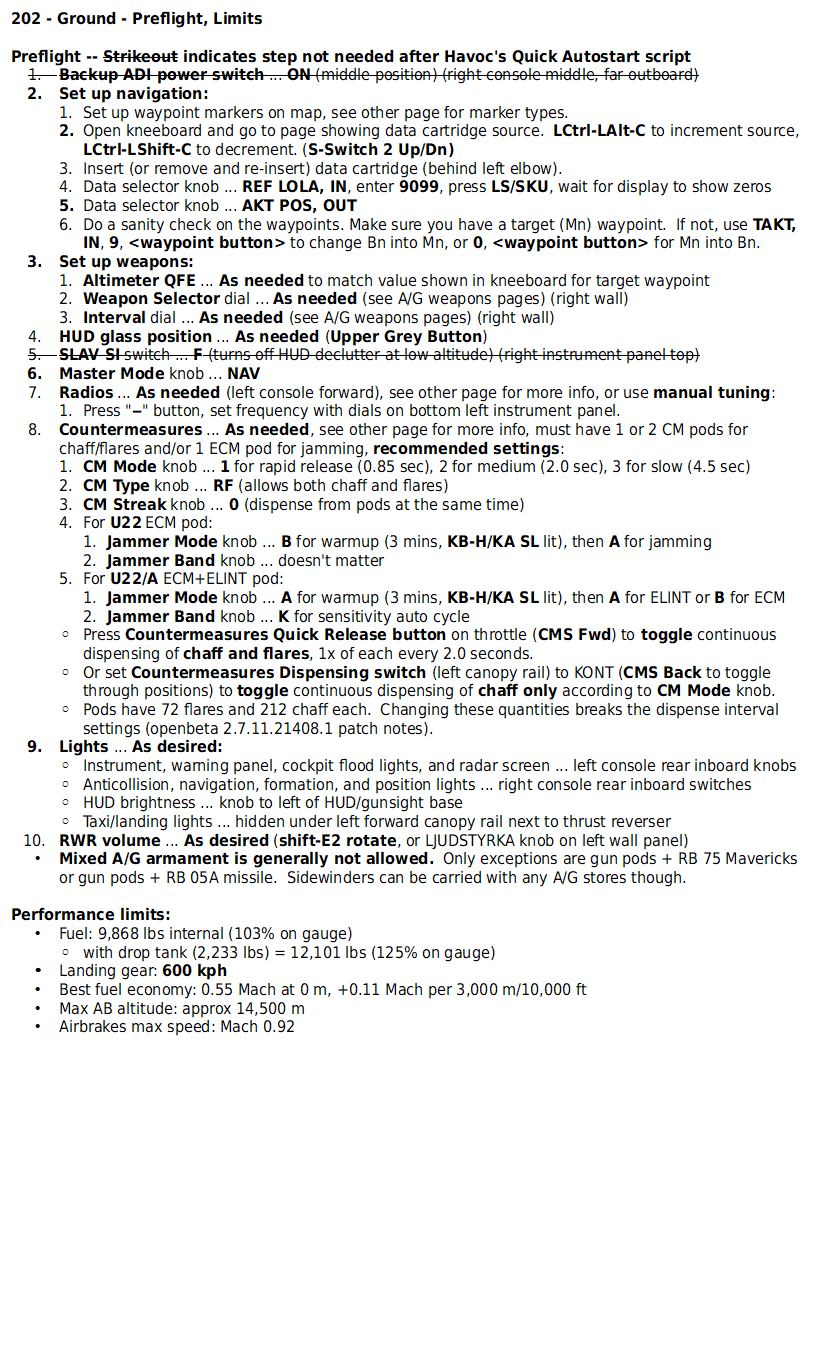 202 - Ground - Preflight, Limits
Preflight -- Strikeout indicates step not needed after Havoc's Quick Autostart script
1. Backup ADI power switch ... ON (middle position) (right console middle, far outboard)
2. Set up navigation:
1. Set up waypoint markers on map, see other page for marker types.
2. Open kneeboard and go to page showing data cartridge source. LCtrl-LAlt-C to increment source,
LCtrl-LShift-C to decrement. (S-Switch 2 Up/Dn)
3. Insert (or remove and re-insert) data cartridge (behind left elbow).
4. Data selector knob ... REF LOLA, IN, enter 9099, press LS/SKU, wait for display to show zeros
5. Data selector knob ... AKT POS, OUT
6. Do a sanity check on the waypoints. Make sure you have a target (Mn) waypoint. If not, use TAKT,
IN, 9, <waypoint button> to change Bn into Mn, or 0, <waypoint button> for Mn into Bn.
3. Set up weapons:
1. Altimeter QFE ... As needed to match value shown in kneeboard for target waypoint
2. Weapon Selector dial ... As needed (see A/G weapons pages) (right wall)
3. Interval dial ... As needed (see A/G weapons pages) (right wall)
4. HUD glass position ... As needed (Upper Grey Button)
5. SLAV SI switch ... F (turns off HUD declutter at low altitude) (right instrument panel top)
6. Master Mode knob ... NAV
7. Radios ... As needed (left console forward), see other page for more info, or use manual tuning:
1. Press "–" button, set frequency with dials on bottom left instrument panel.
8. Countermeasures ... As needed, see other page for more info, must have 1 or 2 CM pods for
chaff/flares and/or 1 ECM pod for jamming, recommended settings:
1. CM Mode knob ... 1 for rapid release (0.85 sec), 2 for medium (2.0 sec), 3 for slow (4.5 sec)
2. CM Type knob ... RF (allows both chaff and flares)
3. CM Streak knob ... 0 (dispense from pods at the same time)
4. For U22 ECM pod:
1. Jammer Mode knob ... B for warmup (3 mins, KB-H/KA SL lit), then A for jamming
2. Jammer Band knob ... doesn't matter
5. For U22/A ECM+ELINT pod:
1. Jammer Mode knob ... A for warmup (3 mins, KB-H/KA SL lit), then A for ELINT or B for ECM
2. Jammer Band knob ... K for sensitivity auto cycle
○ Press Countermeasures Quick Release button on throttle (CMS Fwd) to toggle continuous
dispensing of chaff and flares, 1x of each every 2.0 seconds.
○ Or set Countermeasures Dispensing switch (left canopy rail) to KONT (CMS Back to toggle
through positions) to toggle continuous dispensing of chaff only according to CM Mode knob.
○ Pods have 72 flares and 212 chaff each. Changing these quantities breaks the dispense interval
settings (openbeta 2.7.11.21408.1 patch notes).
9. Lights ... As desired:
○ Instrument, warning panel, cockpit flood lights, and radar screen ... left console rear inboard knobs
○ Anticollision, navigation, formation, and position lights ... right console rear inboard switches
○ HUD brightness ... knob to left of HUD/gunsight base
○ Taxi/landing lights ... hidden under left forward canopy rail next to thrust reverser
10. RWR volume ... As desired (shift-E2 rotate, or LJUDSTYRKA knob on left wall panel)
• Mixed A/G armament is generally not allowed. Only exceptions are gun pods + RB 75 Mavericks
or gun pods + RB 05A missile. Sidewinders can be carried with any A/G stores though.
Performance limits:
• Fuel: 9,868 lbs internal (103% on gauge)
○ with drop tank (2,233 lbs) = 12,101 lbs (125% on gauge)
• Landing gear: 600 kph
• Best fuel economy: 0.55 Mach at 0 m, +0.11 Mach per 3,000 m/10,000 ft
• Max AB altitude: approx 14,500 m
• Airbrakes max speed: Mach 0.92